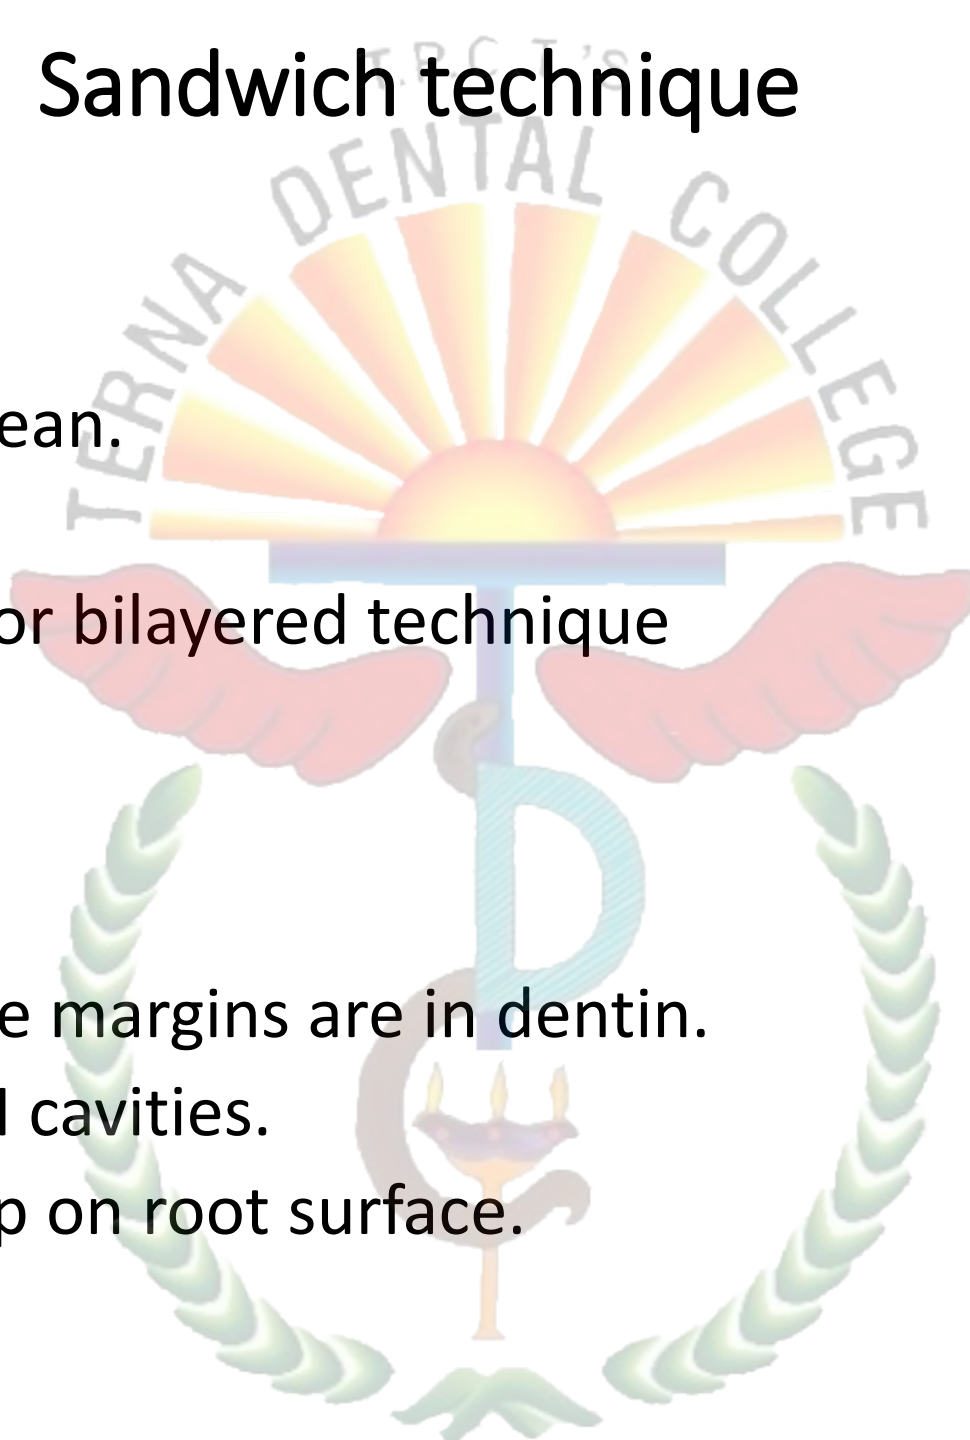 T.P.C.T.'S
Sandwich technique
TERNA DENTAL COLLEGE
ean.
or bilayered technique
e margins are in dentin.
cavities.
p on root surface.